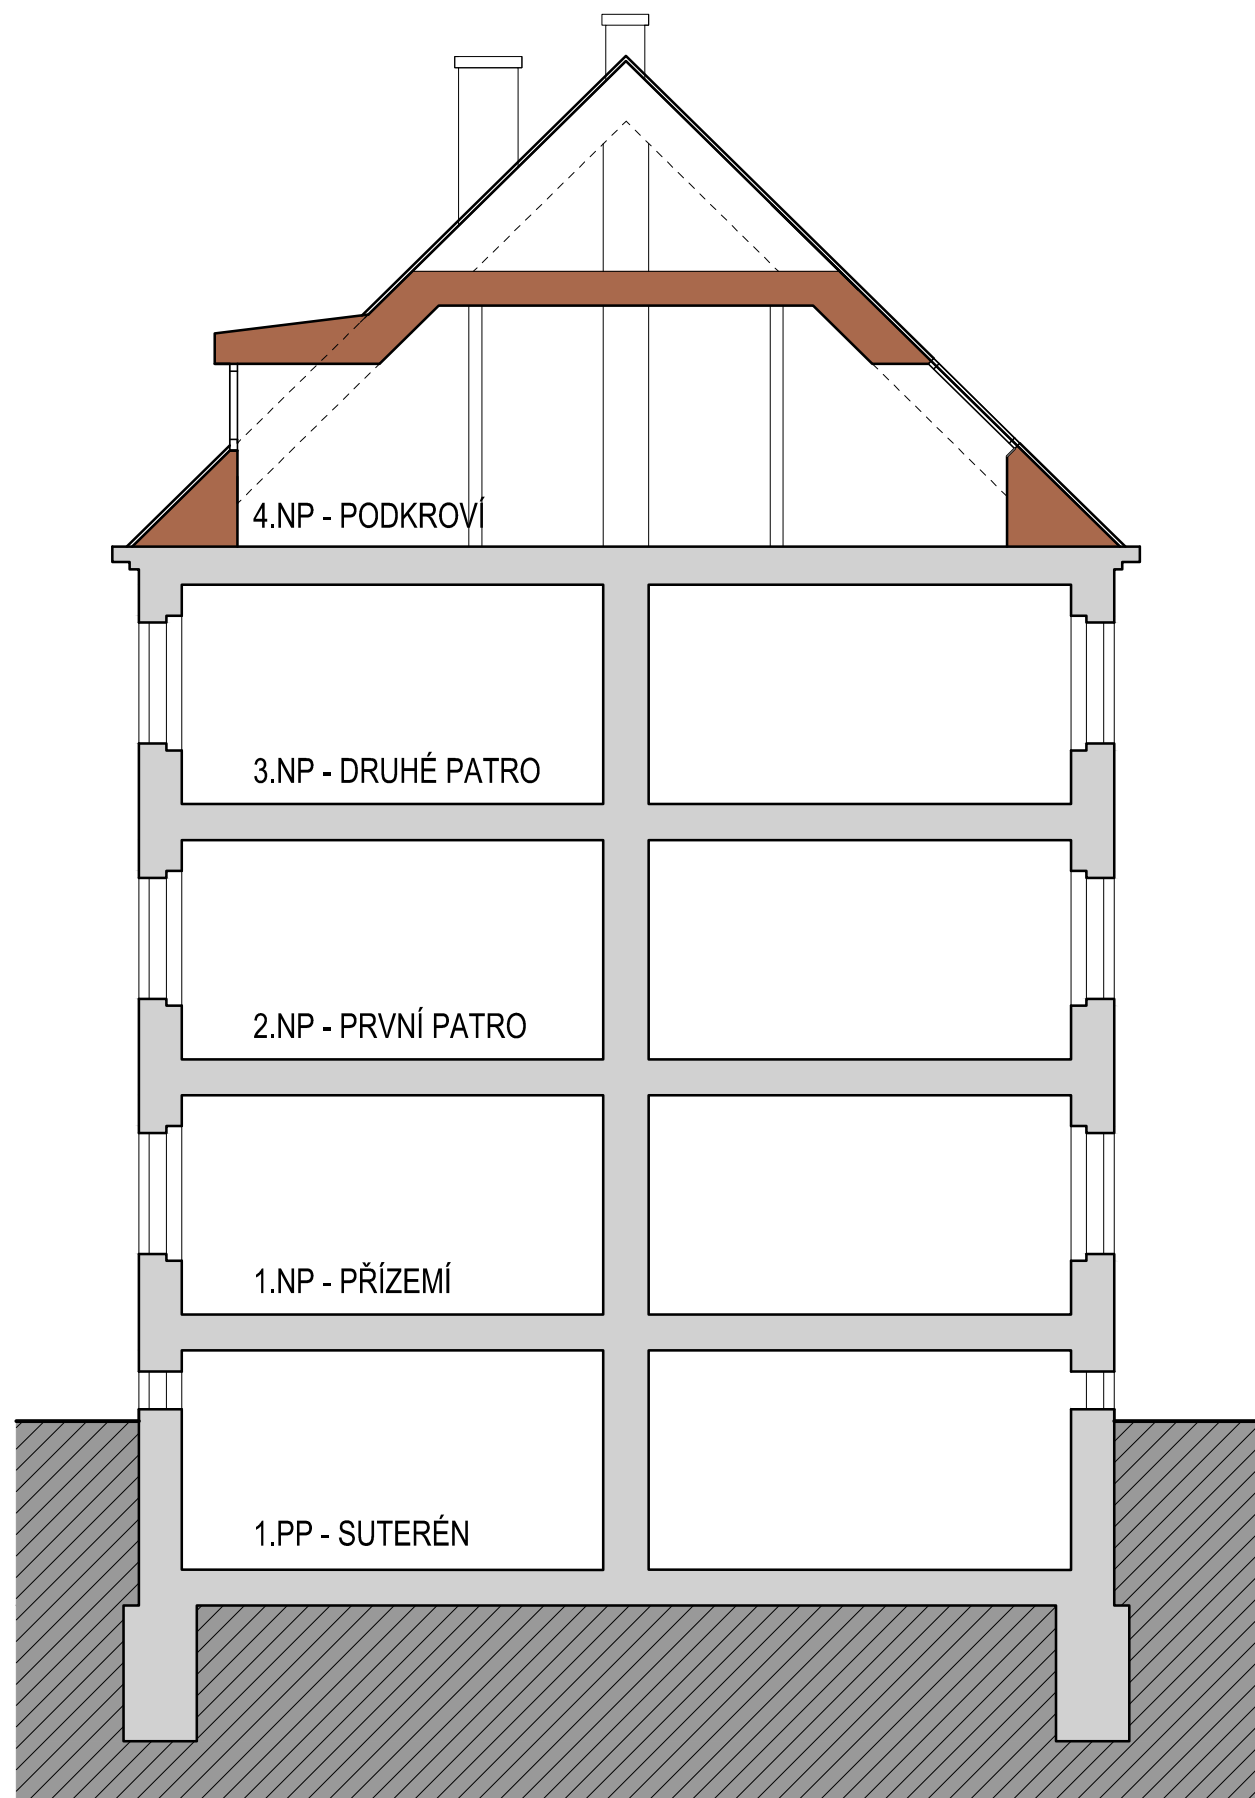 4.NP - PODKROVÍ
3.NP - DRUHÉ PATRO
2.NP - PRVNÍ PATRO
1.NP - PŘÍZEMÍ
1.PP - SUTERÉN